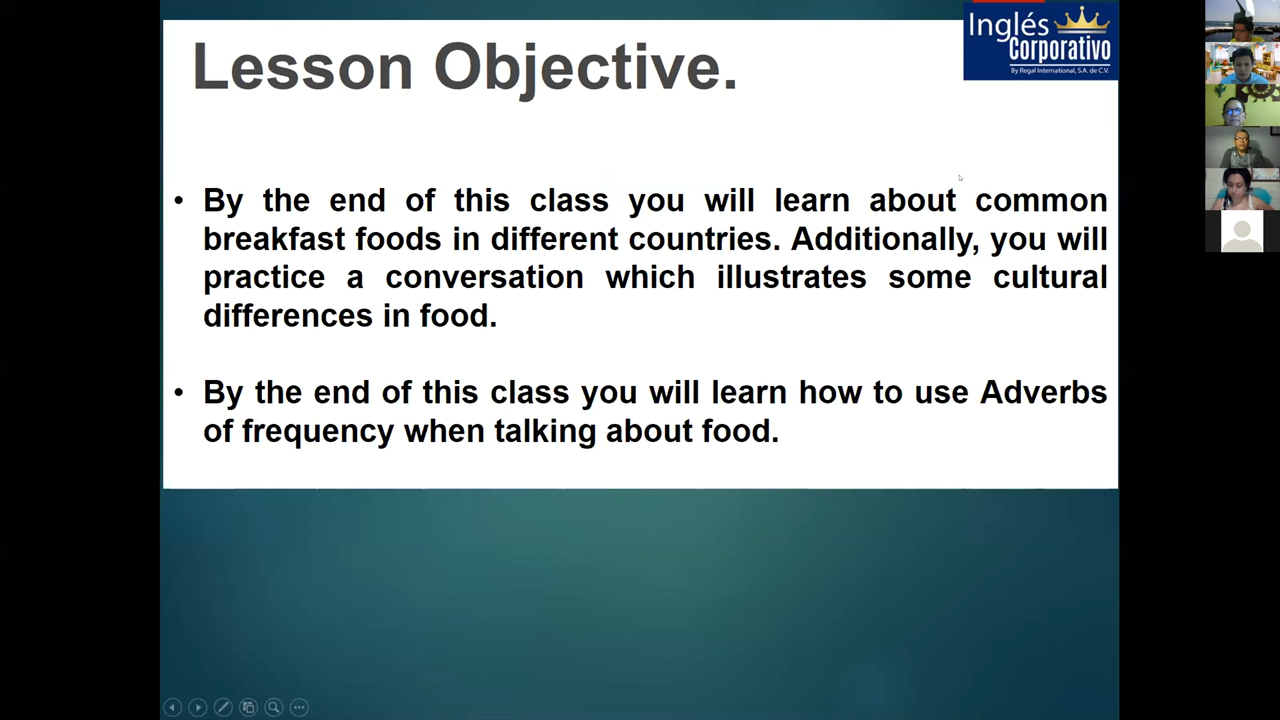 Inglés
Corporativo
By Regal International, S.A. de C.V.
Lesson Objective.
• By the end of this class you will learn about common
breakfast foods in different countries. Additionally, you will
practice a conversation which illustrates some cultural
differences in food.
• By the end of this class you will learn how to use Adverbs
of frequency when talking about food.